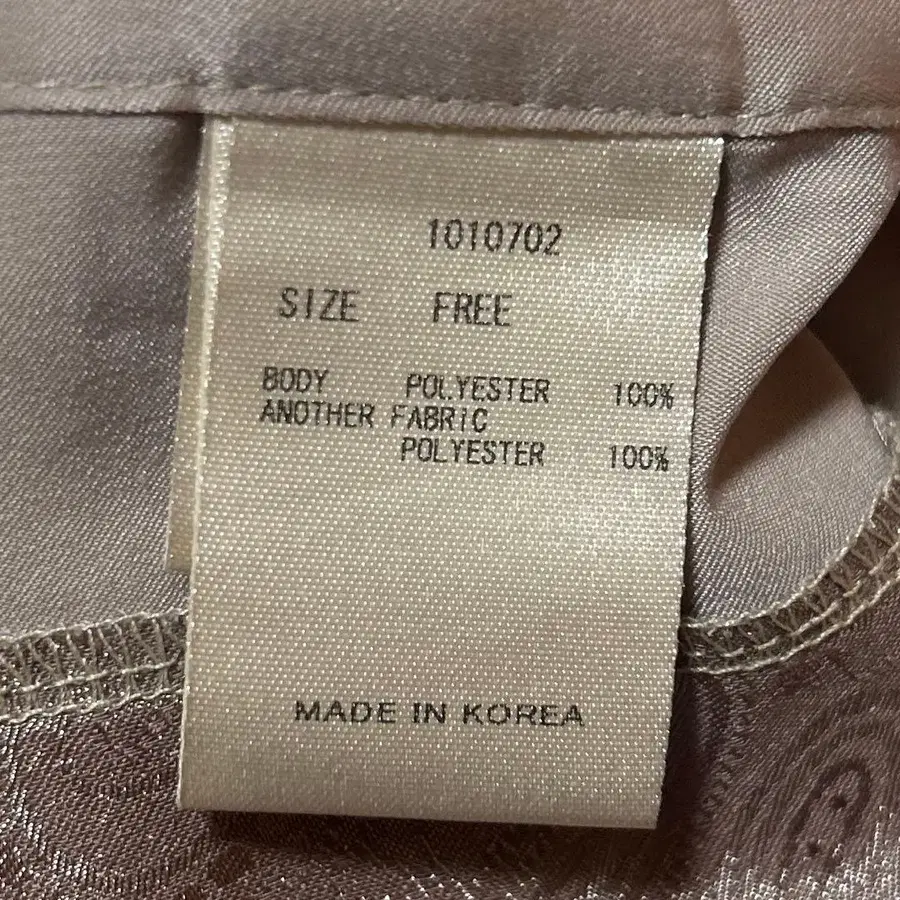 1010702
SIZE FREE
BODY POLYESTER 100%
ANOTHER FABRIC
POLYESTER 100%
MADE IN KOREA